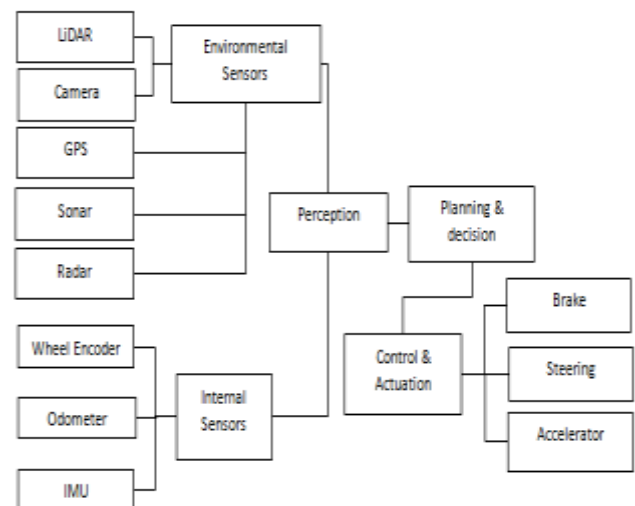 LiDAR
Camera
GPS
Sonar
Radar
Environmental
Sensors
Perception
Planning &
decision
Wheel Encoder
Odometer
IMU
Internal
Sensors
Control &
Actuation
Brake
Steering
Accelerator